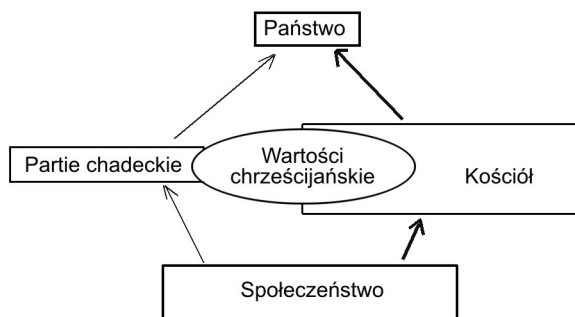 Państwo
Partie chadeckie
Wartości
chrześcijańskie
Kościół
Społeczeństwo